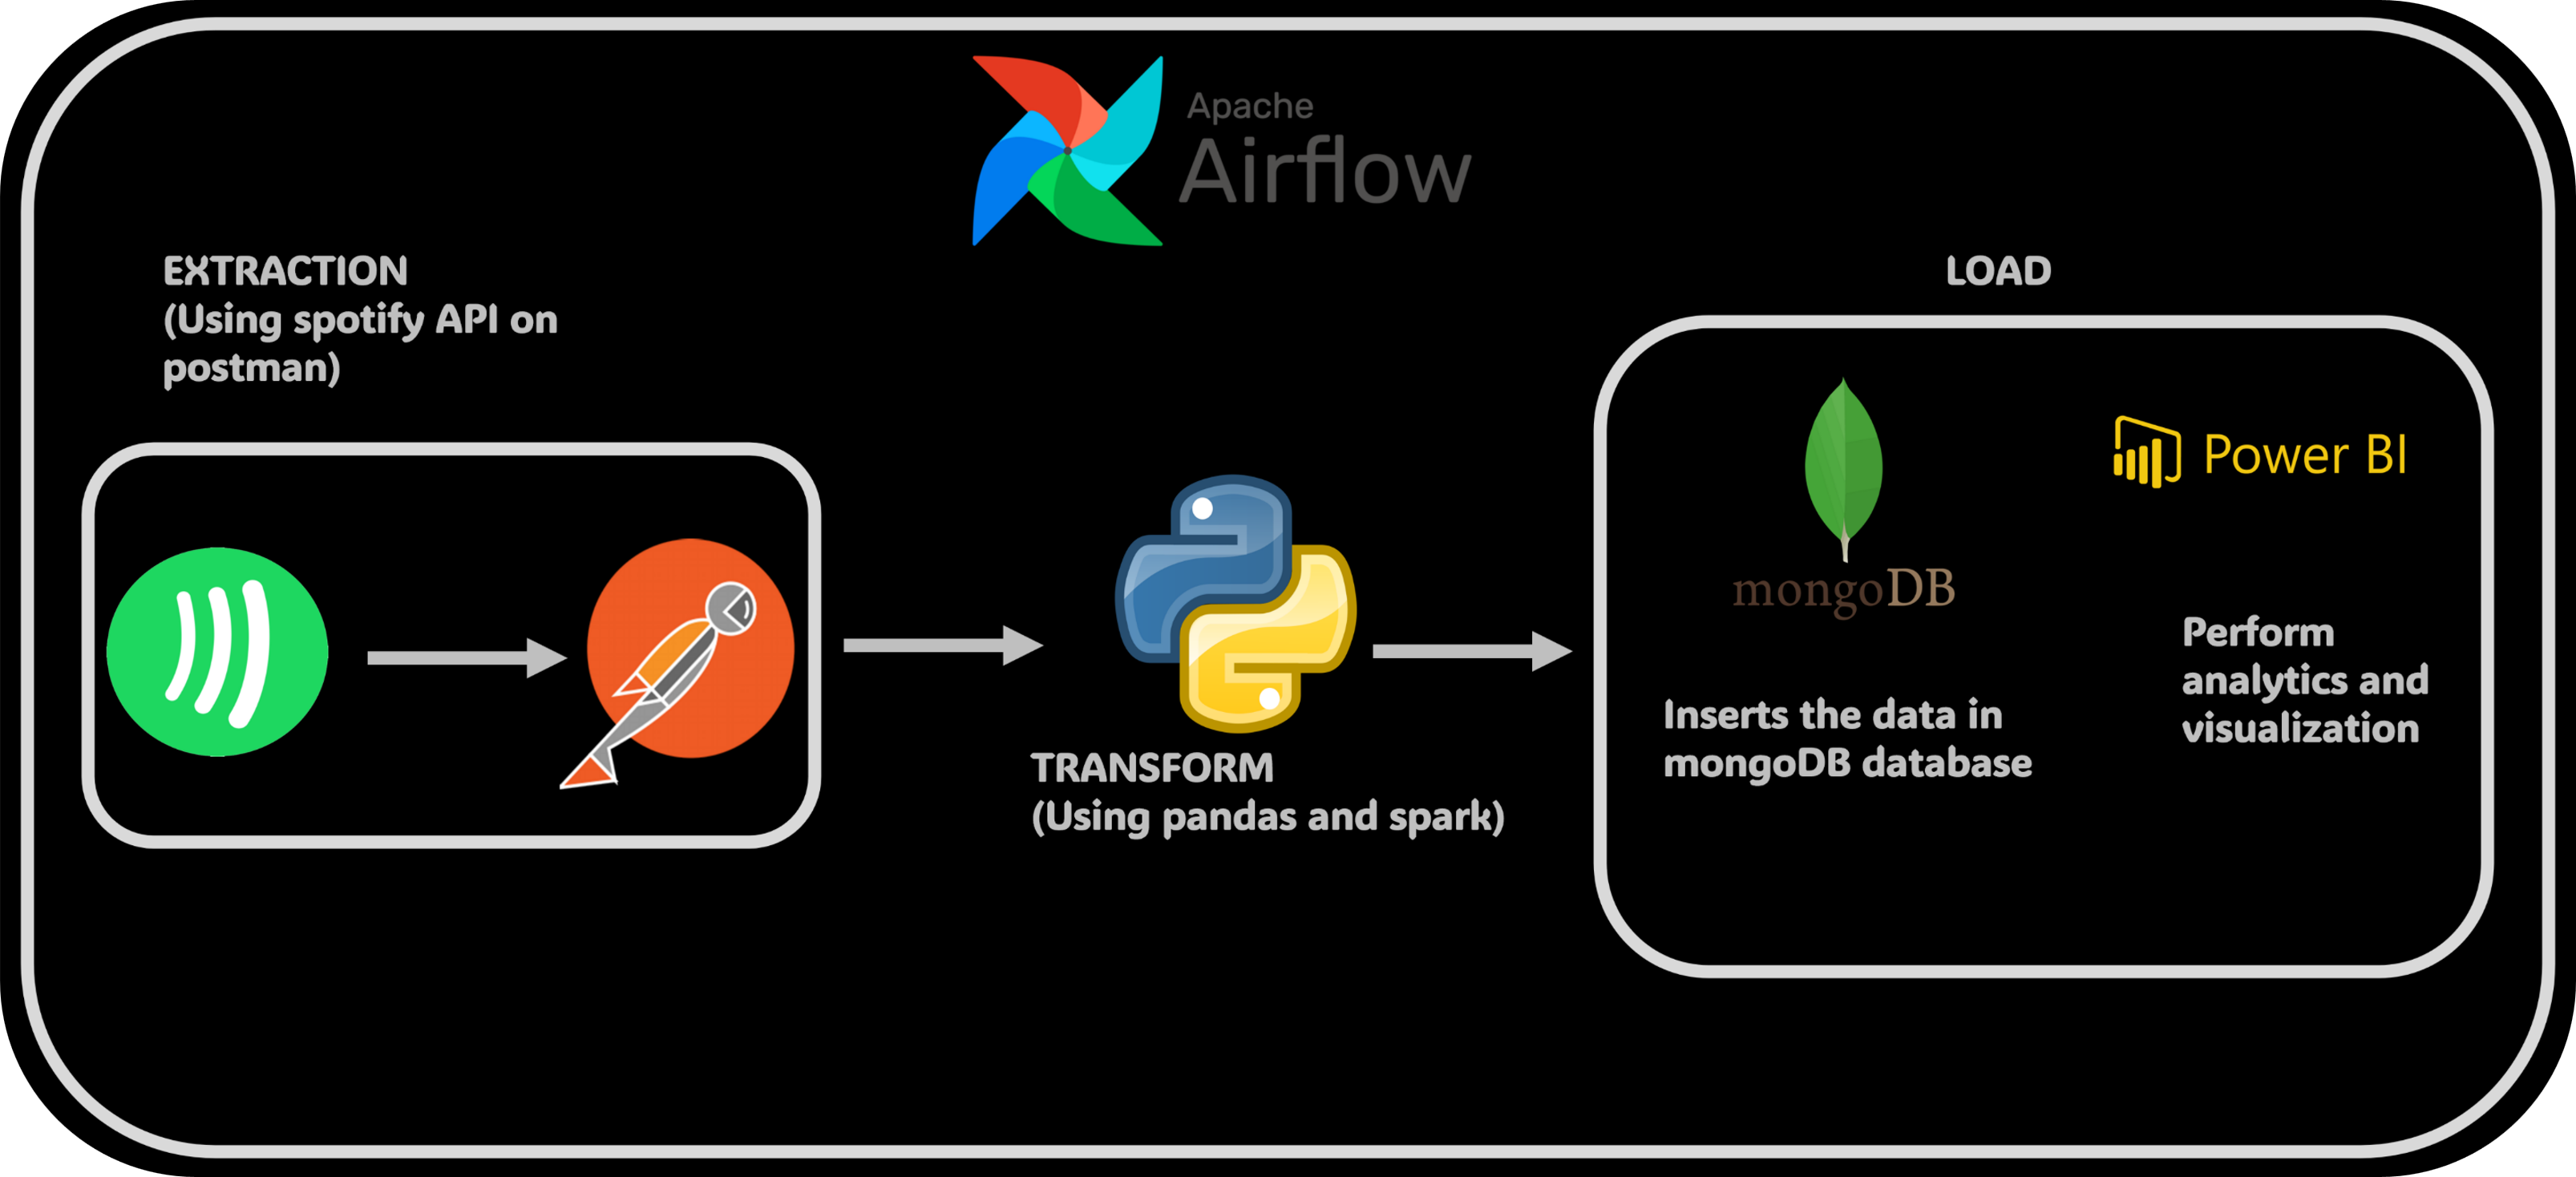 Apache
Airflow
EXTRACTION
(Using spotify API on
postman)
LOAD
Power BI
mongoDB
Perform
analytics and
visualization
Inserts the data in
mongoDB database
TRANSFORM
(Using pandas and spark)